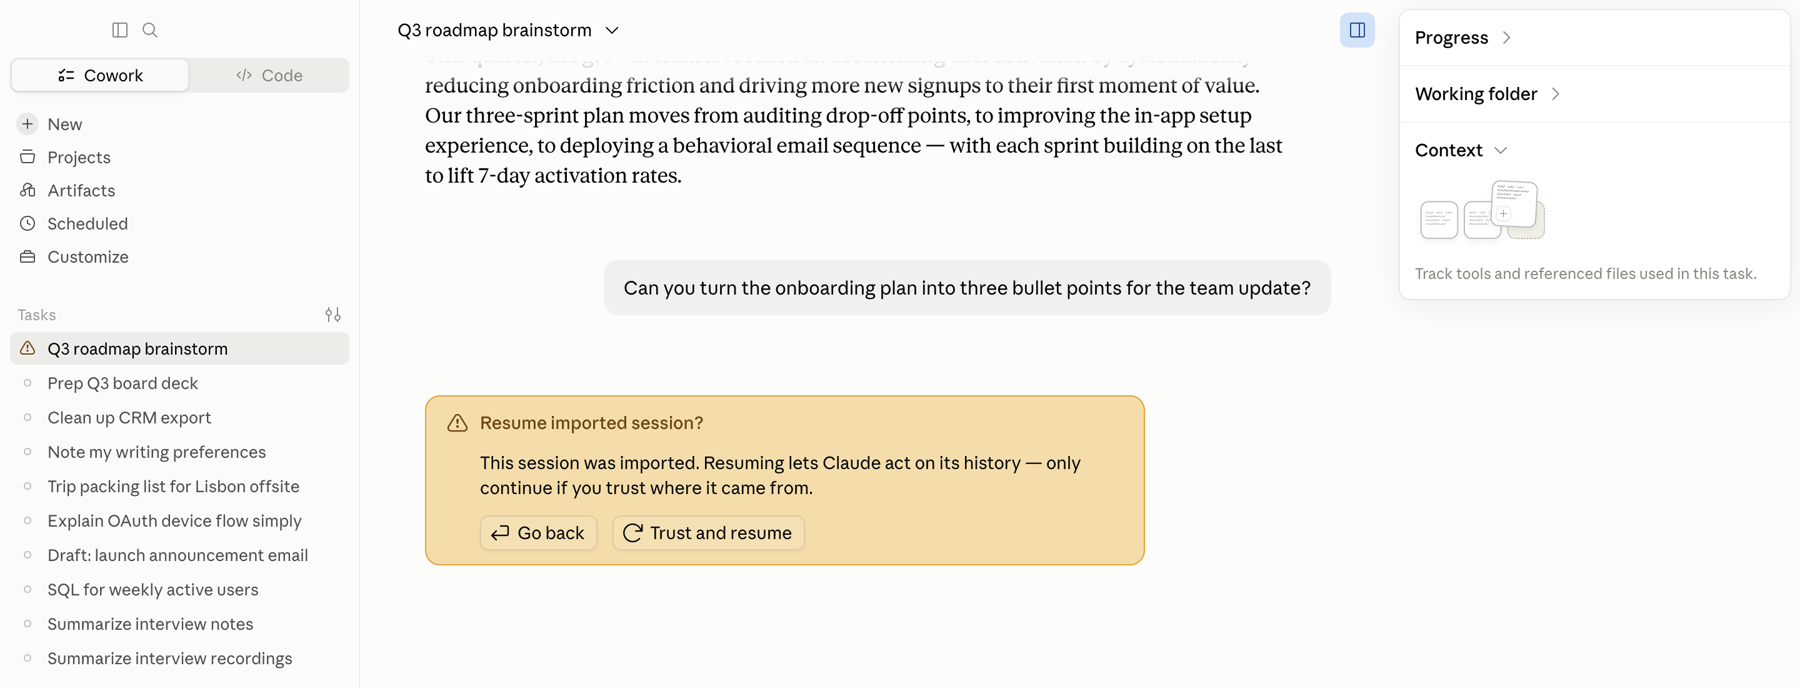 Cowork
Code
New
Projects
Artifacts
Scheduled
Customize
Tasks
Q3 roadmap brainstorm
Prep Q3 board deck
Clean up CRM export
Note my writing preferences
Trip packing list for Lisbon offsite
Explain OAuth device flow simply
Draft: launch announcement email
SQL for weekly active users
Summarize interview notes
Summarize interview recordings
Q3 roadmap brainstorm
reducing onboarding friction and driving more new signups to their first moment of value.
Our three-sprint plan moves from auditing drop-off points, to improving the in-app setup
experience, to deploying a behavioral email sequence — with each sprint building on the last
to lift 7-day activation rates.
Can you turn the onboarding plan into three bullet points for the team update?
Resume imported session?
This session was imported. Resuming lets Claude act on its history — only
continue if you trust where it came from.
Go back
Trust and resume
Progress
Working folder
Context
Track tools and referenced files used in this task.